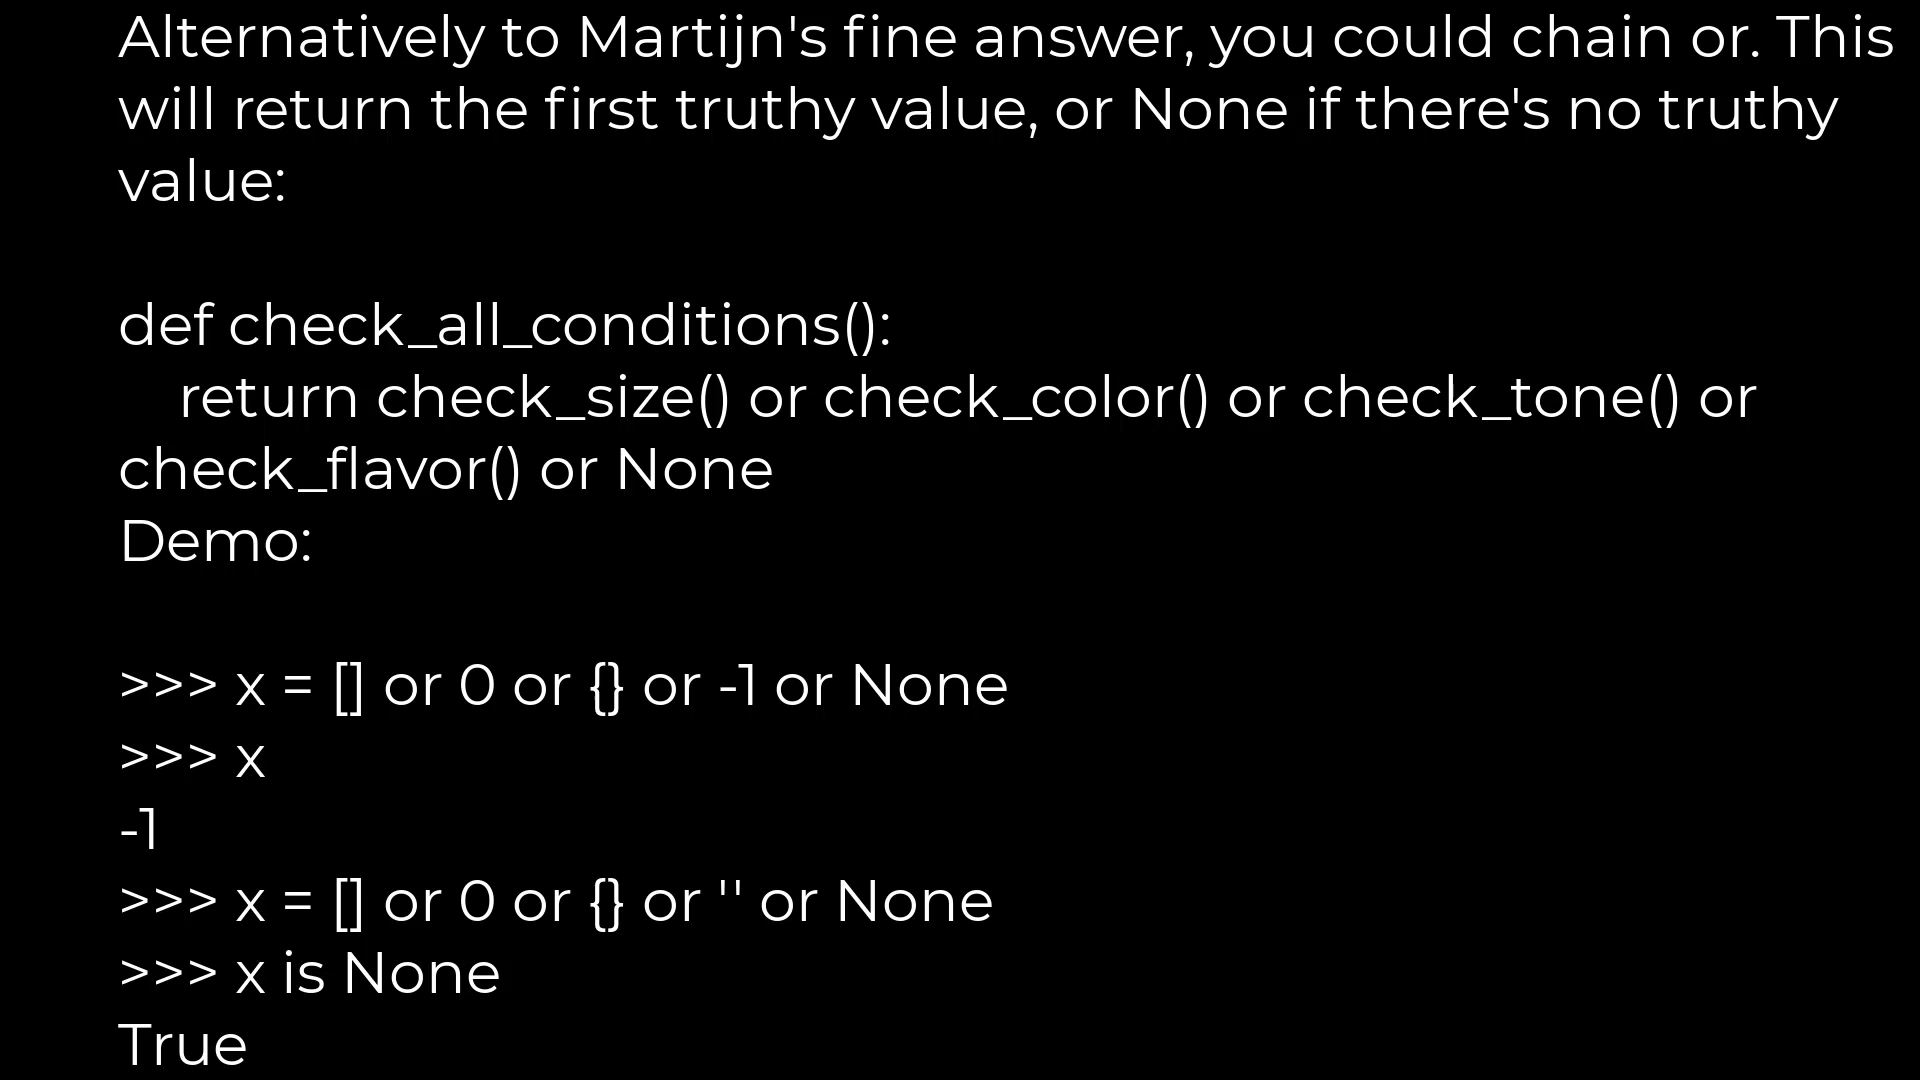 Alternatively to Martijn's fine answer, you could chain or. This
will return the first truthy value, or None if there's no truthy
value:
def check_all_conditions():
    return check_size() or check_color() or check_tone() or
check_flavor() or None
Demo:
>>> x = [] or 0 or {} or -1 or None
>>> x
-1
>>> x = [] or 0 or {} or '' or None
>>> x is None
True